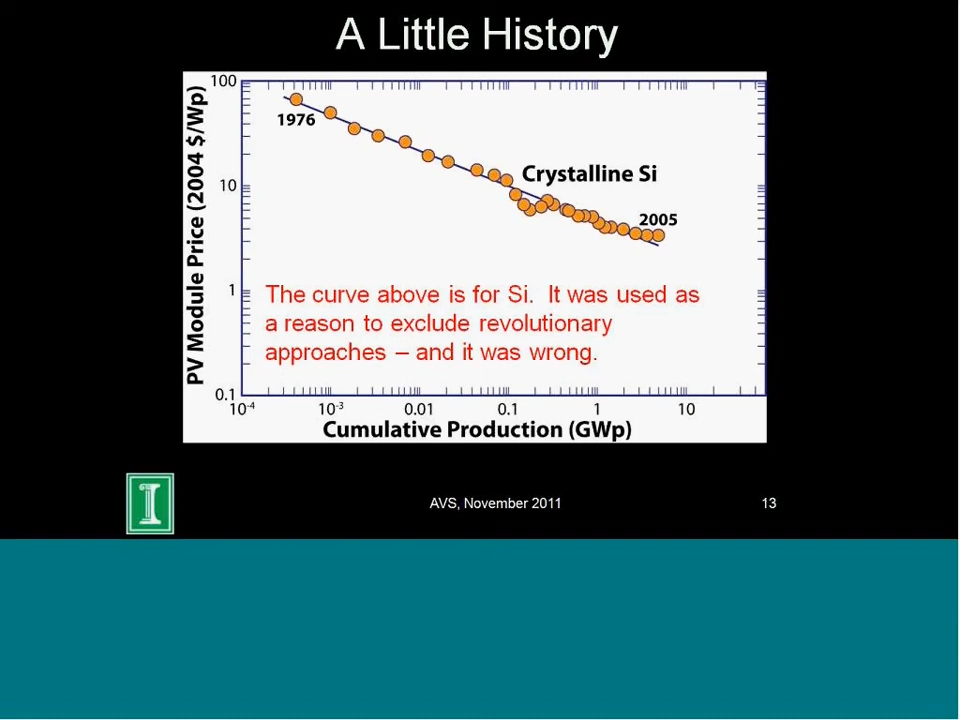 A Little History
100
10
1
0.1
PV Module Price (2004 $/Wp)
1976
Crystalline Si
2005
The curve above is for Si. It was used as
a reason to exclude revolutionary
approaches – and it was wrong.
10-4 10-3 0.01 0.1 1 10
Cumulative Production (GWp)
I
AVS, November 2011 13